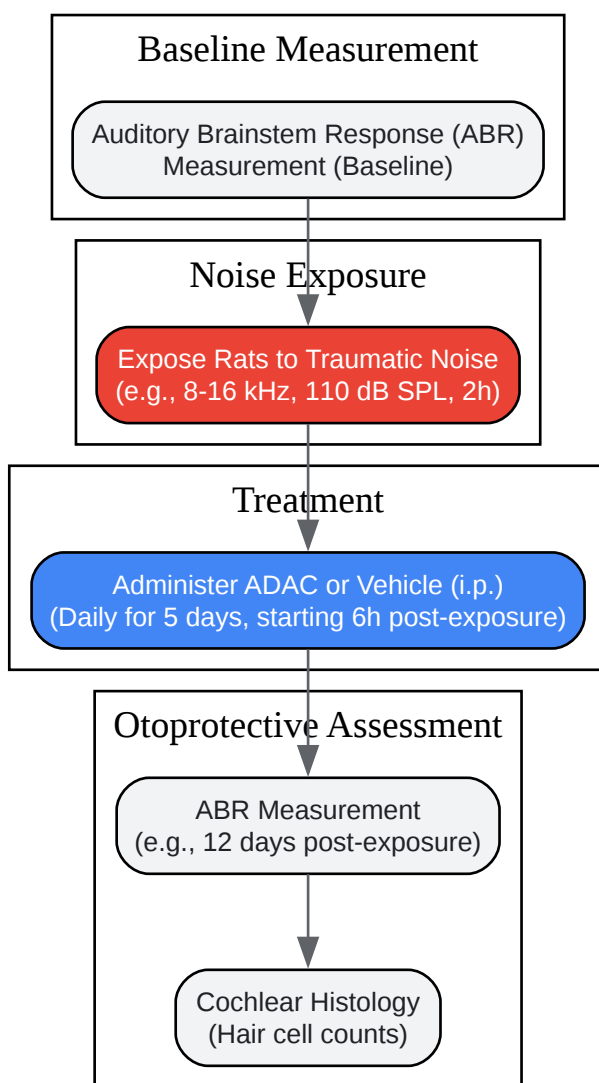 Baseline Measurement
Auditory Brainstem Response (ABR)
Measurement (Baseline)
Noise Exposure
Expose Rats to Traumatic Noise
(e.g., 8-16 kHz, 110 dB SPL, 2h)
Treatment
Administer ADAC or Vehicle (i.p.)
(Daily for 5 days, starting 6h post-exposure)
Otoprotective Assessment
ABR Measurement
(e.g., 12 days post-exposure)
Cochlear Histology
(Hair cell counts)